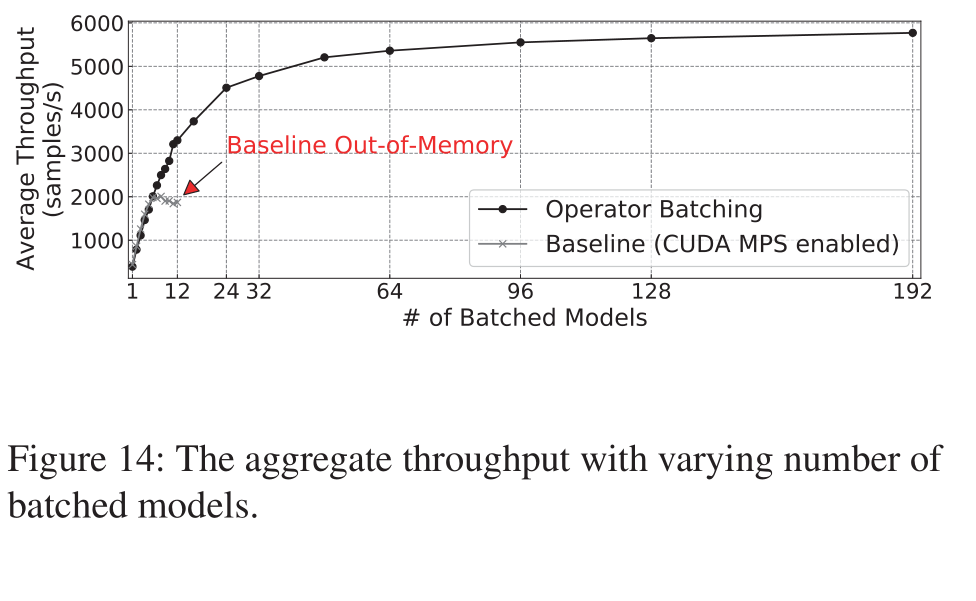 6000
5000
4000
3000
2000
1000
Average Throughput
(samples/s)
Baseline Out-of-Memory
Operator Batching
Baseline (CUDA MPS enabled)
1 12 24 32 64 96 128 192
# of Batched Models
Figure 14: The aggregate throughput with varying number of
batched models.